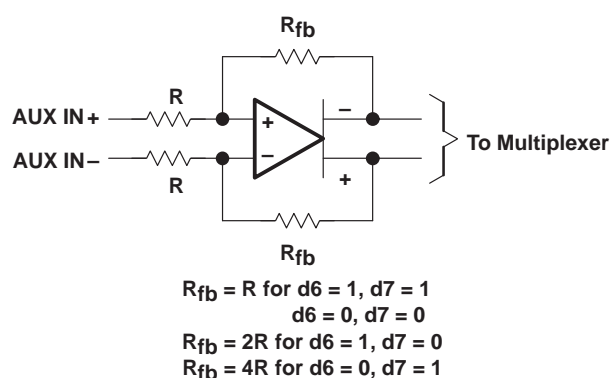 Rfb
R
AUX IN +
+
−
To Multiplexer
AUX IN −
−
+
R
Rfb
Rfb = R for d6 = 1, d7 = 1
d6 = 0, d7 = 0
Rfb = 2R for d6 = 1, d7 = 0
Rfb = 4R for d6 = 0, d7 = 1